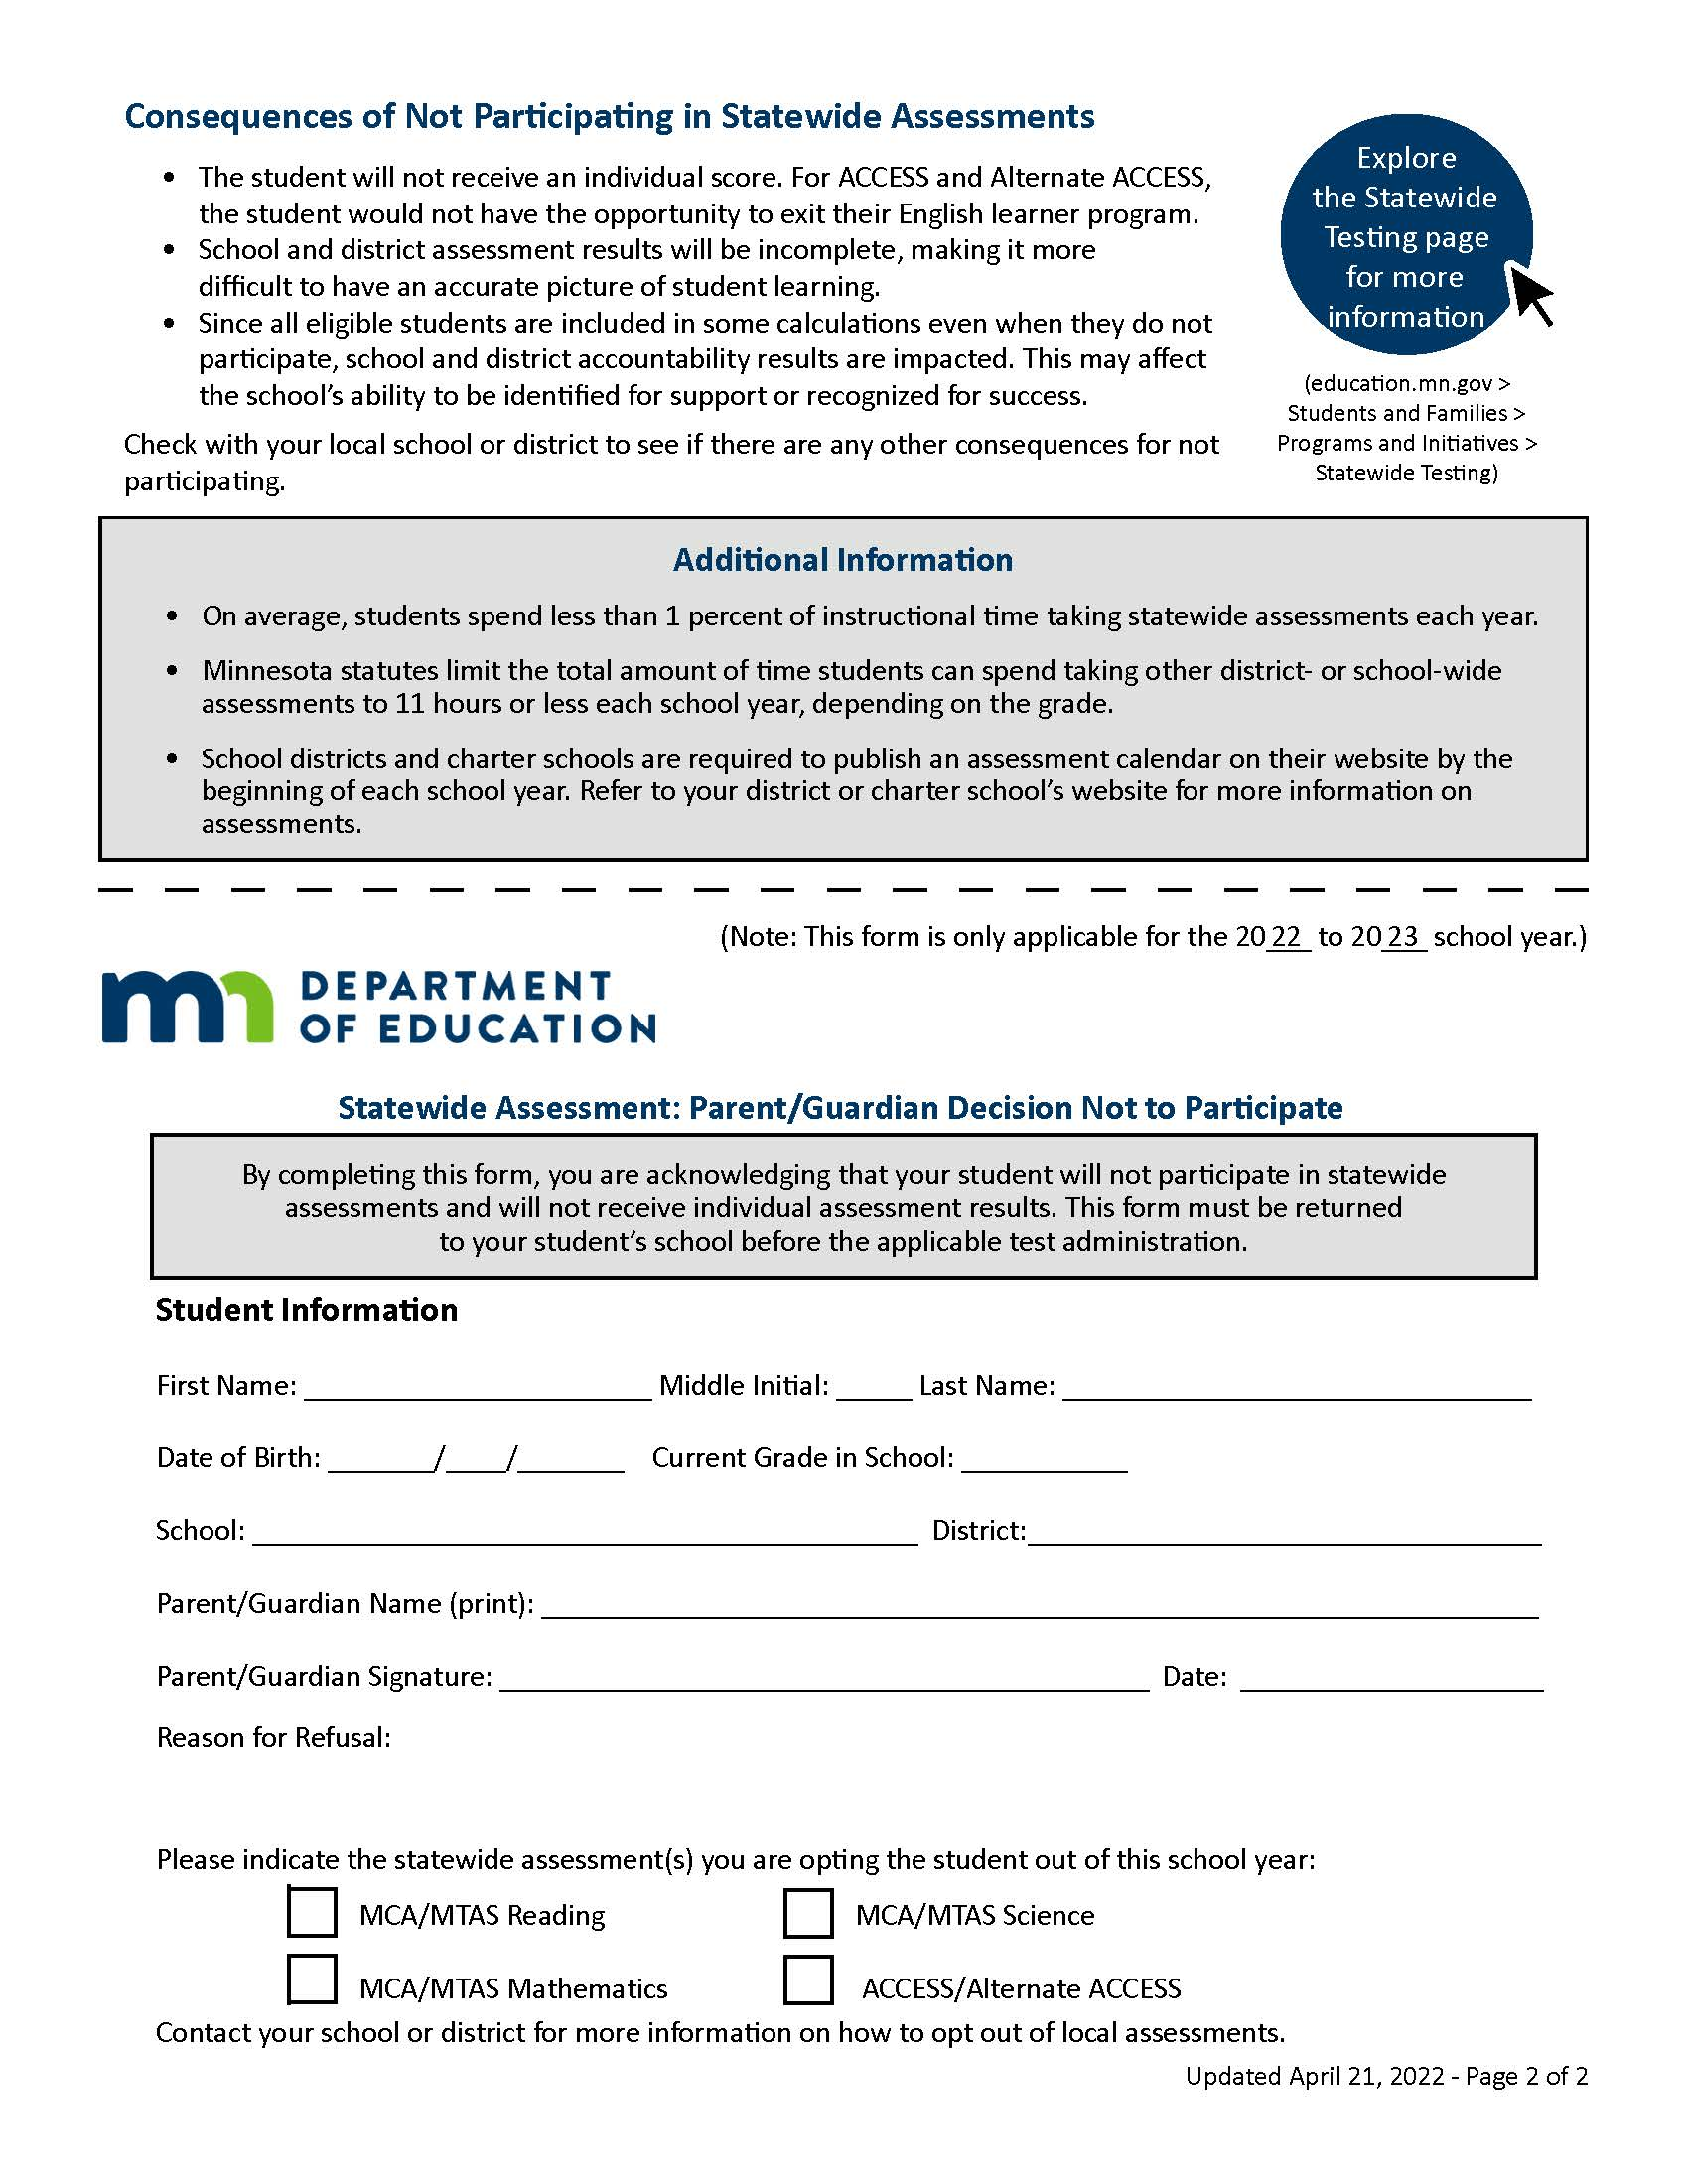 Consequences of Not Participating in Statewide Assessments
• The student will not receive an individual score. For ACCESS and Alternate ACCESS,
the student would not have the opportunity to exit their English learner program.
• School and district assessment results will be incomplete, making it more
difficult to have an accurate picture of student learning.
• Since all eligible students are included in some calculations even when they do not
participate, school and district accountability results are impacted. This may affect
the school’s ability to be identified for support or recognized for success.
Check with your local school or district to see if there are any other consequences for not
participating.
Explore
the Statewide
Testing page
for more
information
(education.mn.gov >
Students and Families >
Programs and Initiatives >
Statewide Testing)
Additional Information
• On average, students spend less than 1 percent of instructional time taking statewide assessments each year.
• Minnesota statutes limit the total amount of time students can spend taking other district- or school-wide
assessments to 11 hours or less each school year, depending on the grade.
• School districts and charter schools are required to publish an assessment calendar on their website by the
beginning of each school year. Refer to your district or charter school’s website for more information on
assessments.
(Note: This form is only applicable for the 20 22 to 20 23 school year.)
mn DEPARTMENT
OF EDUCATION
Statewide Assessment: Parent/Guardian Decision Not to Participate
By completing this form, you are acknowledging that your student will not participate in statewide
assessments and will not receive individual assessment results. This form must be returned
to your student’s school before the applicable test administration.
Student Information
First Name: ______ Middle Initial: ______ Last Name: ______
Date of Birth: ______/____/______ Current Grade in School: ______
School: ______ District: ______
Parent/Guardian Name (print): ______
Parent/Guardian Signature: ______ Date: ______
Reason for Refusal:
Please indicate the statewide assessment(s) you are opting the student out of this school year:
MCA/MTAS Reading MCA/MTAS Science
MCA/MTAS Mathematics ACCESS/Alternate ACCESS
Contact your school or district for more information on how to opt out of local assessments.
Updated April 21, 2022 - Page 2 of 2